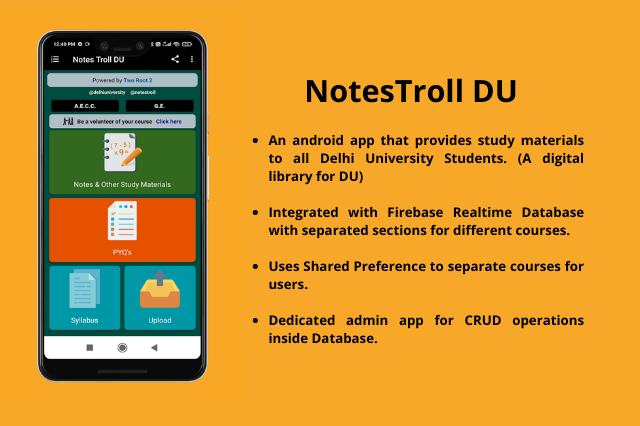 12:49 PM
Notes Troll DU
Powered by Two Root 2
@delhiuniversity @notestroll
A.E.C.C. G.E.
Be a volunteer of your course Click here
Notes & Other Study Materials
PYQ's
Syllabus Upload
NotesTroll DU
• An android app that provides study materials
to all Delhi University Students. (A digital
library for DU)
• Integrated with Firebase Realtime Database
with separated sections for different courses.
• Uses Shared Preference to separate courses for
users.
• Dedicated admin app for CRUD operations
inside Database.